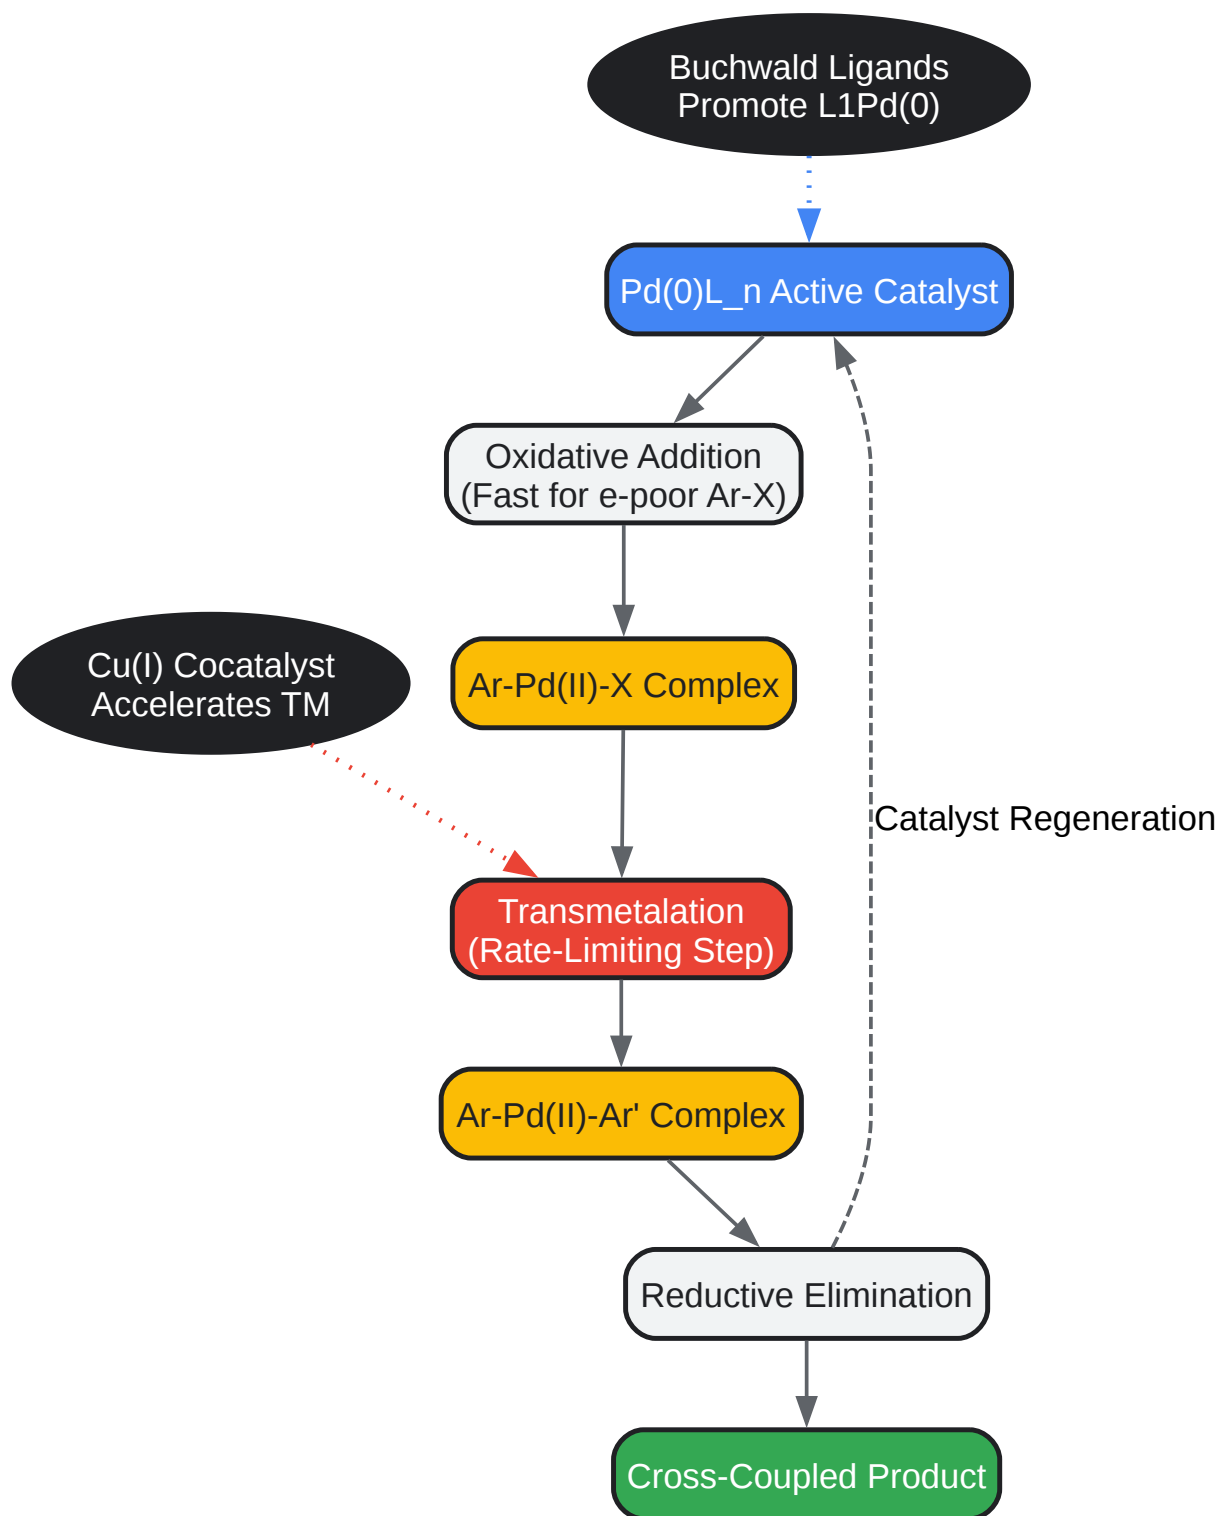 Buchwald Ligands
Promote L1Pd(0)
Pd(0)L_n Active Catalyst
Oxidative Addition
(Fast for e-poor Ar-X)
Cu(I) Cocatalyst
Accelerates TM
Ar-Pd(II)-X Complex
Catalyst Regeneration
Transmetalation
(Rate-Limiting Step)
Ar-Pd(II)-Ar' Complex
Reductive Elimination
Cross-Coupled Product